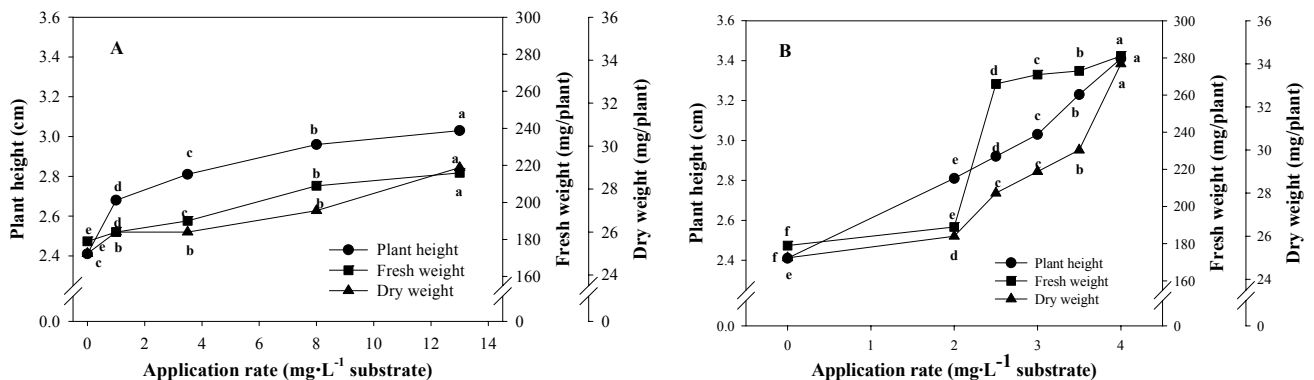 A
Plant height (cm)
3.6
3.4
3.2
3.0
2.8
2.6
2.4
0.0
300
280
260
240
220
200
180
160
0
Fresh weight (mg/plant)
36
34
32
30
28
26
24
0
Dry weight (mg/plant)
a
b
c
d
e
a
b
c
d
e
a
b
b
b
c
Plant height
Fresh weight
Dry weight
0 2 4 6 8 10 12 14
Application rate (mg·L-1 substrate)
B
Plant height (cm)
3.6
3.4
3.2
3.0
2.8
2.6
2.4
0.0
300
280
260
240
220
200
180
160
0
Fresh weight (mg/plant)
36
34
32
30
28
26
24
0
Dry weight (mg/plant)
a
b
c
d
a
a
b
c
e
d
c
c
b
e
d
f
f
e
Plant height
Fresh weight
Dry weight
0 1 2 3 4
Application rate (mg·L-1 substrate)